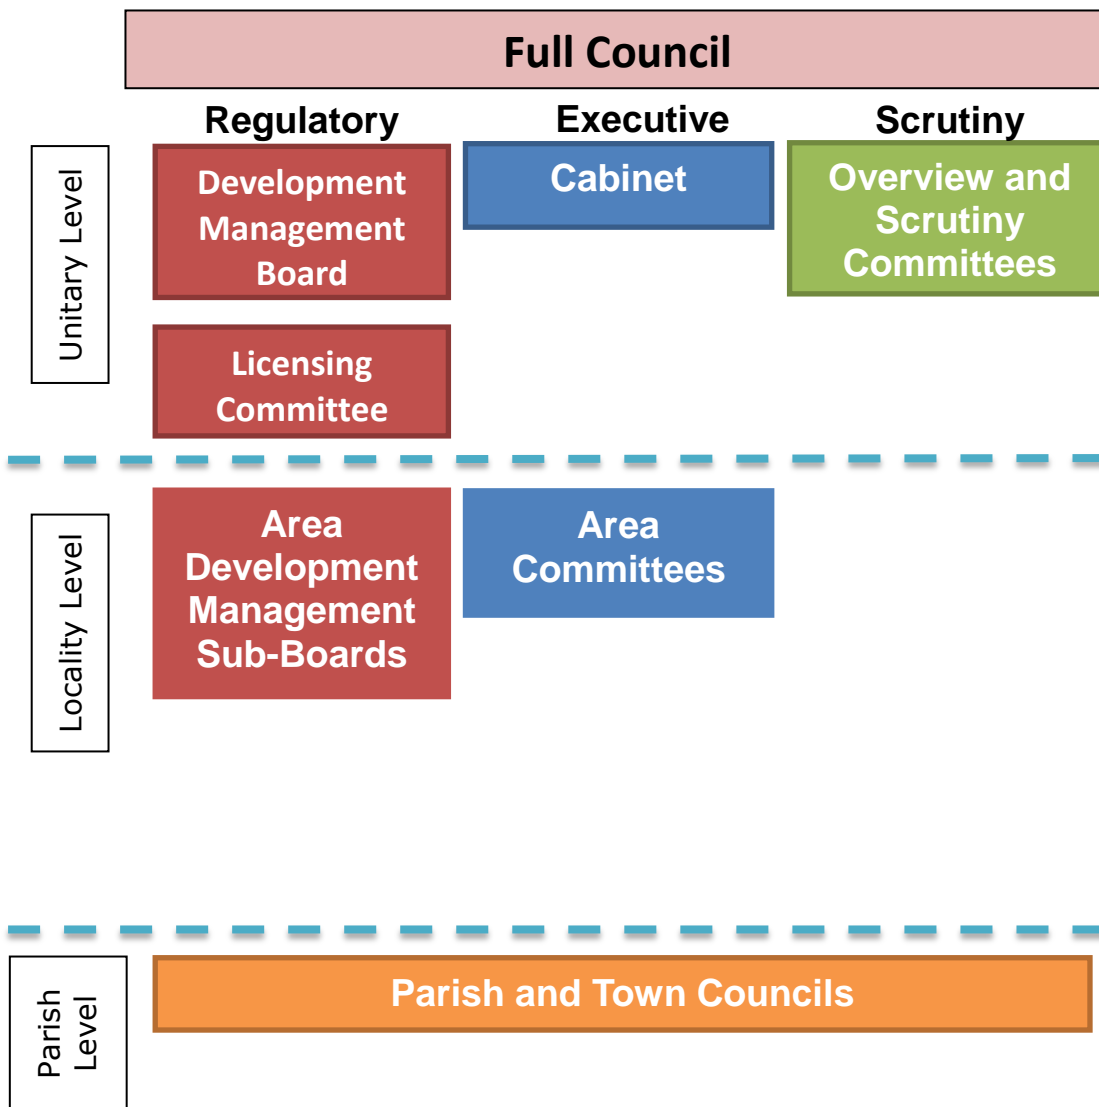 Full Council
Regulatory
Executive
Scrutiny
Unitary Level
Development
Management
Board
Cabinet
Overview and
Scrutiny
Committees
Licensing
Committee
Locality Level
Area
Development
Management
Sub-Boards
Area
Committees
Parish
Level
Parish and Town Councils